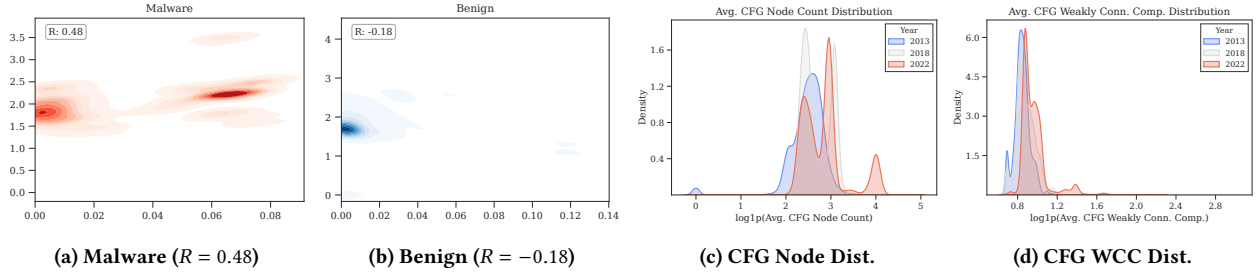 Malware
R: 0.48
3.5
3.0
2.5
2.0
1.5
1.0
0.5
0.0
0.00 0.02 0.04 0.06 0.08
(a) Malware (R = 0.48)
Benign
R: -0.18
4
3
2
1
0
0.00 0.02 0.04 0.06 0.08 0.10 0.12 0.14
(b) Benign (R = −0.18)
Avg. CFG Node Count Distribution
Year
2013
2018
2022
Density
1.6
1.2
0.8
0.4
0 1 2 3 4 5
log1p(Avg. CFG Node Count)
(c) CFG Node Dist.
Avg. CFG Weakly Conn. Comp. Distribution
Year
2013
2018
2022
Density
6.0
4.5
3.0
1.5
0.8 1.2 1.6 2.0 2.4 2.8
log1p(Avg. CFG Weakly Conn. Comp.)
(d) CFG WCC Dist.